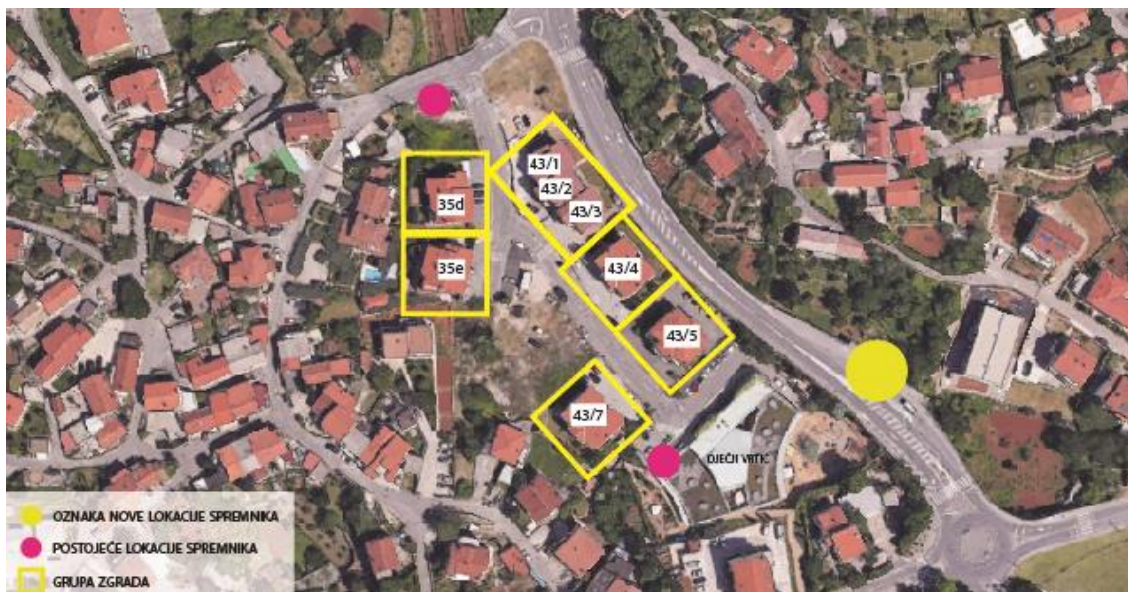 43/1
43/2
43/3
35d
35e
43/4
43/5
43/7
DJEČJI VRTIĆ
OZNAKA NOVE LOKACIJE SPREMNIKA
POSTOJEĆE LOKACIJE SPREMNIKA
GRUPA ZGRADA